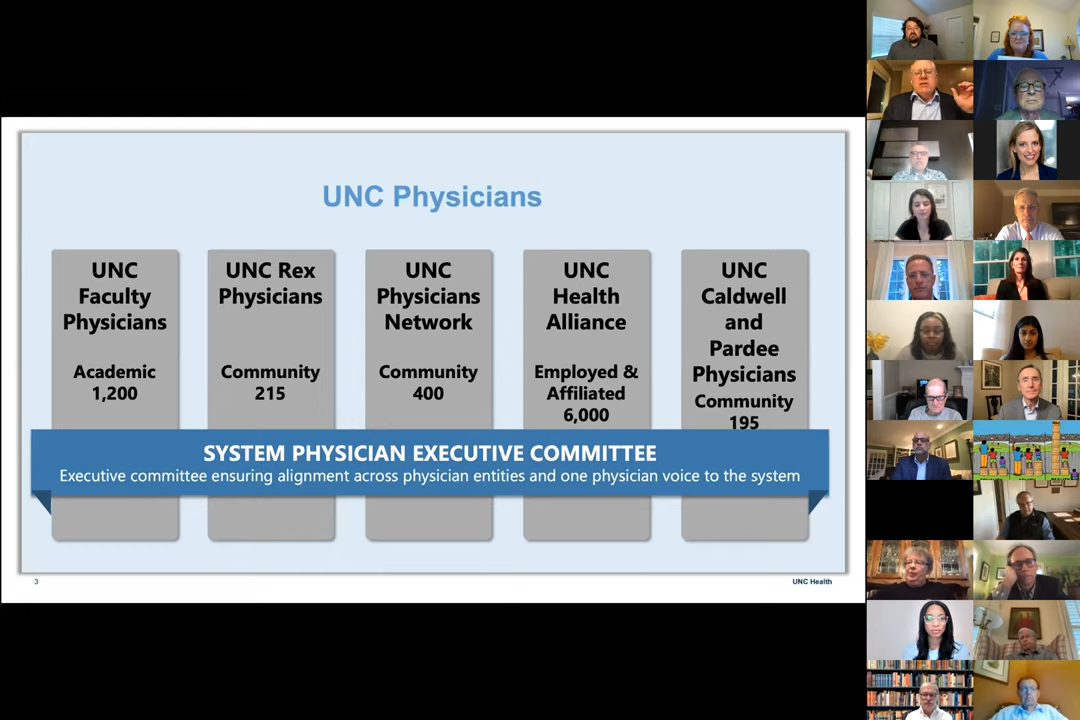 UNC Physicians
UNC
Faculty
Physicians
Academic
1,200
UNC Rex
Physicians
Community
215
UNC
Physicians
Network
Community
400
UNC
Health
Alliance
Employed &
Affiliated
6,000
UNC
Caldwell
and
Pardee
Physicians
Community
195
SYSTEM PHYSICIAN EXECUTIVE COMMITTEE
Executive committee ensuring alignment across physician entities and one physician voice to the system
3
UNC Health